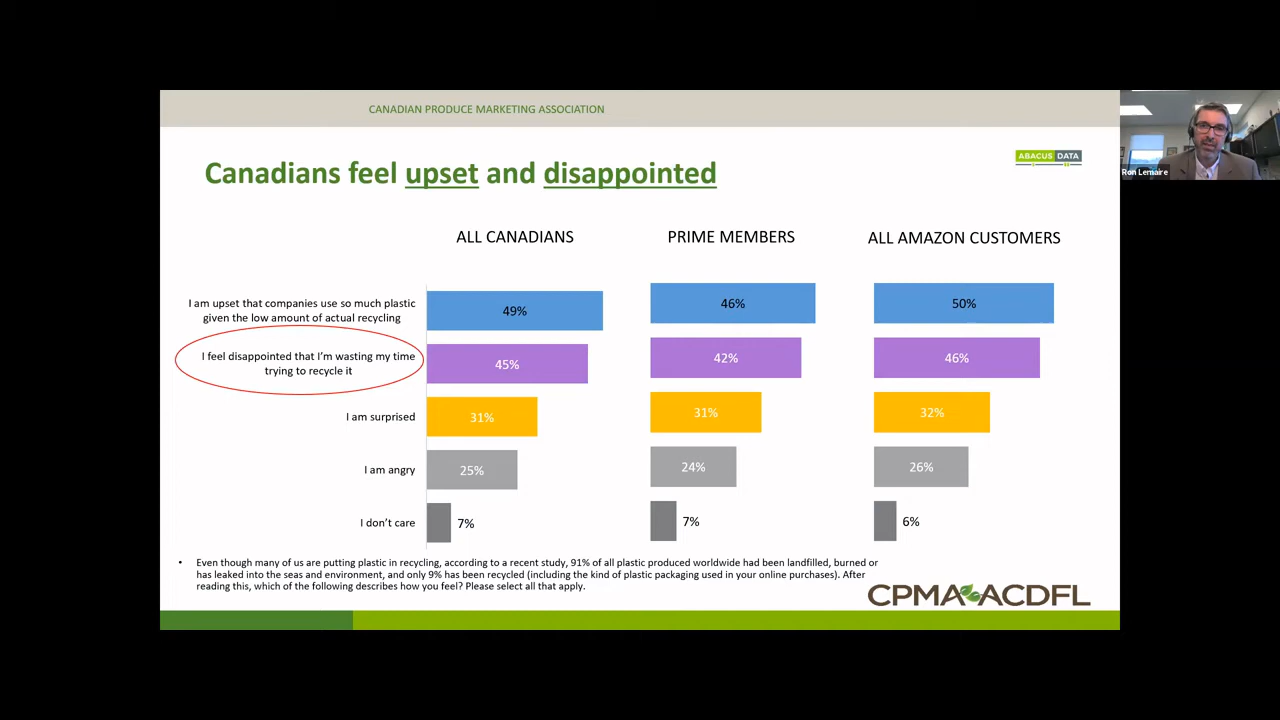 CANADIAN PRODUCE MARKETING ASSOCIATION
Canadians feel upset and disappointed
ABACUS DATA
Ron Lemaire
ALL CANADIANS
PRIME MEMBERS
ALL AMAZON CUSTOMERS
I am upset that companies use so much plastic
given the low amount of actual recycling
49%
46%
50%
I feel disappointed that I'm wasting my time
trying to recycle it
45%
42%
46%
I am surprised
31%
31%
32%
I am angry
25%
24%
26%
I don't care
7%
7%
6%
• Even though many of us are putting plastic in recycling, according to a recent study, 91% of all plastic produced worldwide had been landfilled, burned or
has leaked into the seas and environment, and only 9% has been recycled (including the kind of plastic packaging used in your online purchases). After
reading this, which of the following describes how you feel? Please select all that apply.
CPMA ACDFL